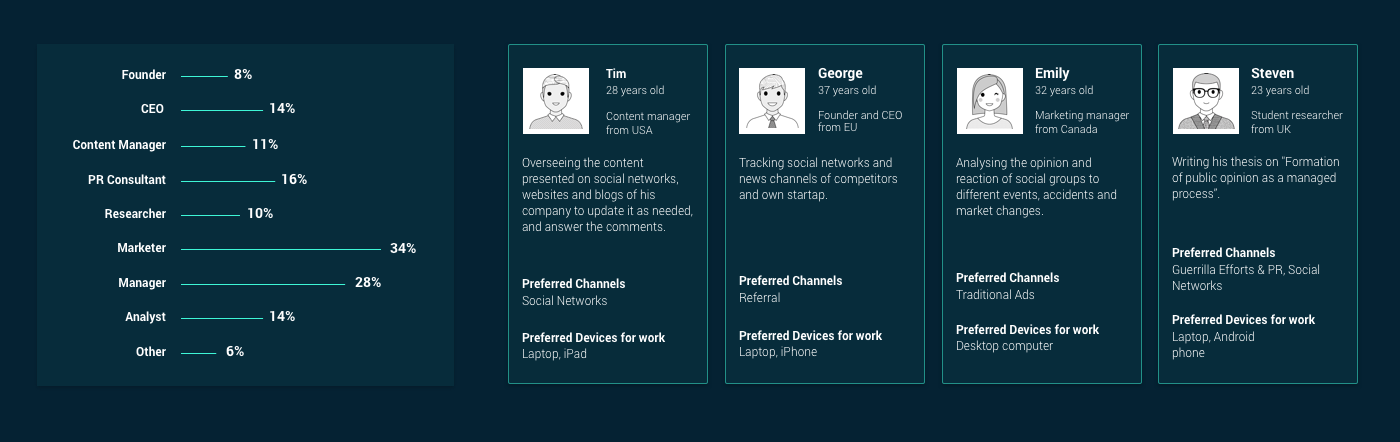 Founder 8%
CEO 14%
Content Manager 11%
PR Consultant 16%
Researcher 10%
Marketer 34%
Manager 28%
Analyst 14%
Other 6%
Tim
28 years old
Content manager
from USA
Overseeing the content
presented on social networks,
websites and blogs of his
company to update it as needed,
and answer the comments.
Preferred Channels
Social Networks
Preferred Devices for work
Laptop, iPad
George
37 years old
Founder and CEO
from EU
Tracking social networks and
news channels of competitors
and own startap.
Preferred Channels
Referral
Preferred Devices for work
Laptop, iPhone
Emily
32 years old
Marketing manager
from Canada
Analysing the opinion and
reaction of social groups to
different events, accidents and
market changes.
Preferred Channels
Traditional Ads
Preferred Devices for work
Desktop computer
Steven
23 years old
Student researcher
from UK
Writing his thesis on “Formation
of public opinion as a managed
process”.
Preferred Channels
Guerrilla Efforts & PR, Social
Networks
Preferred Devices for work
Laptop, Android
phone